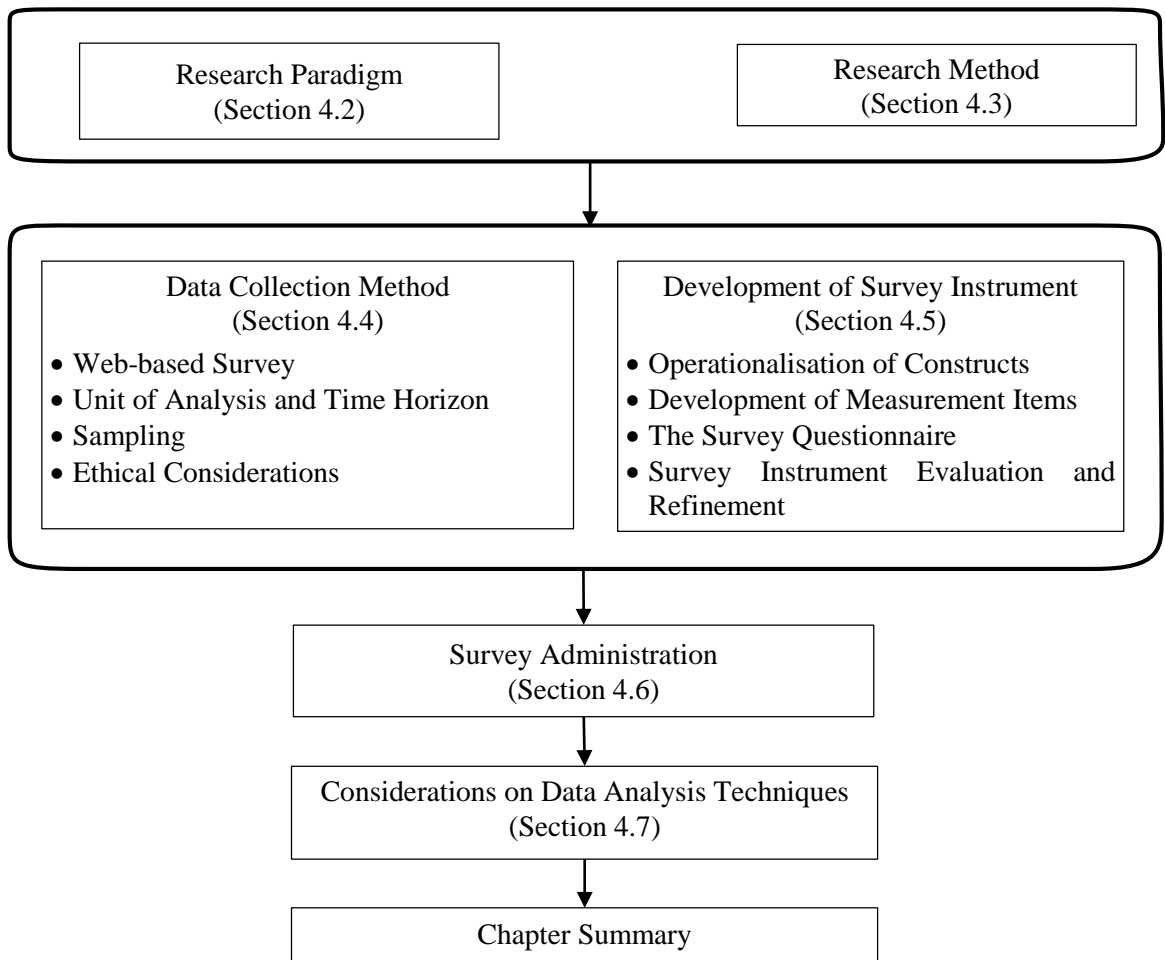 Research Paradigm
(Section 4.2)
Research Method
(Section 4.3)
Data Collection Method
(Section 4.4)
• Web-based Survey
• Unit of Analysis and Time Horizon
• Sampling
• Ethical Considerations
Development of Survey Instrument
(Section 4.5)
• Operationalisation of Constructs
• Development of Measurement Items
• The Survey Questionnaire
• Survey Instrument Evaluation and
Refinement
Survey Administration
(Section 4.6)
Considerations on Data Analysis Techniques
(Section 4.7)
Chapter Summary